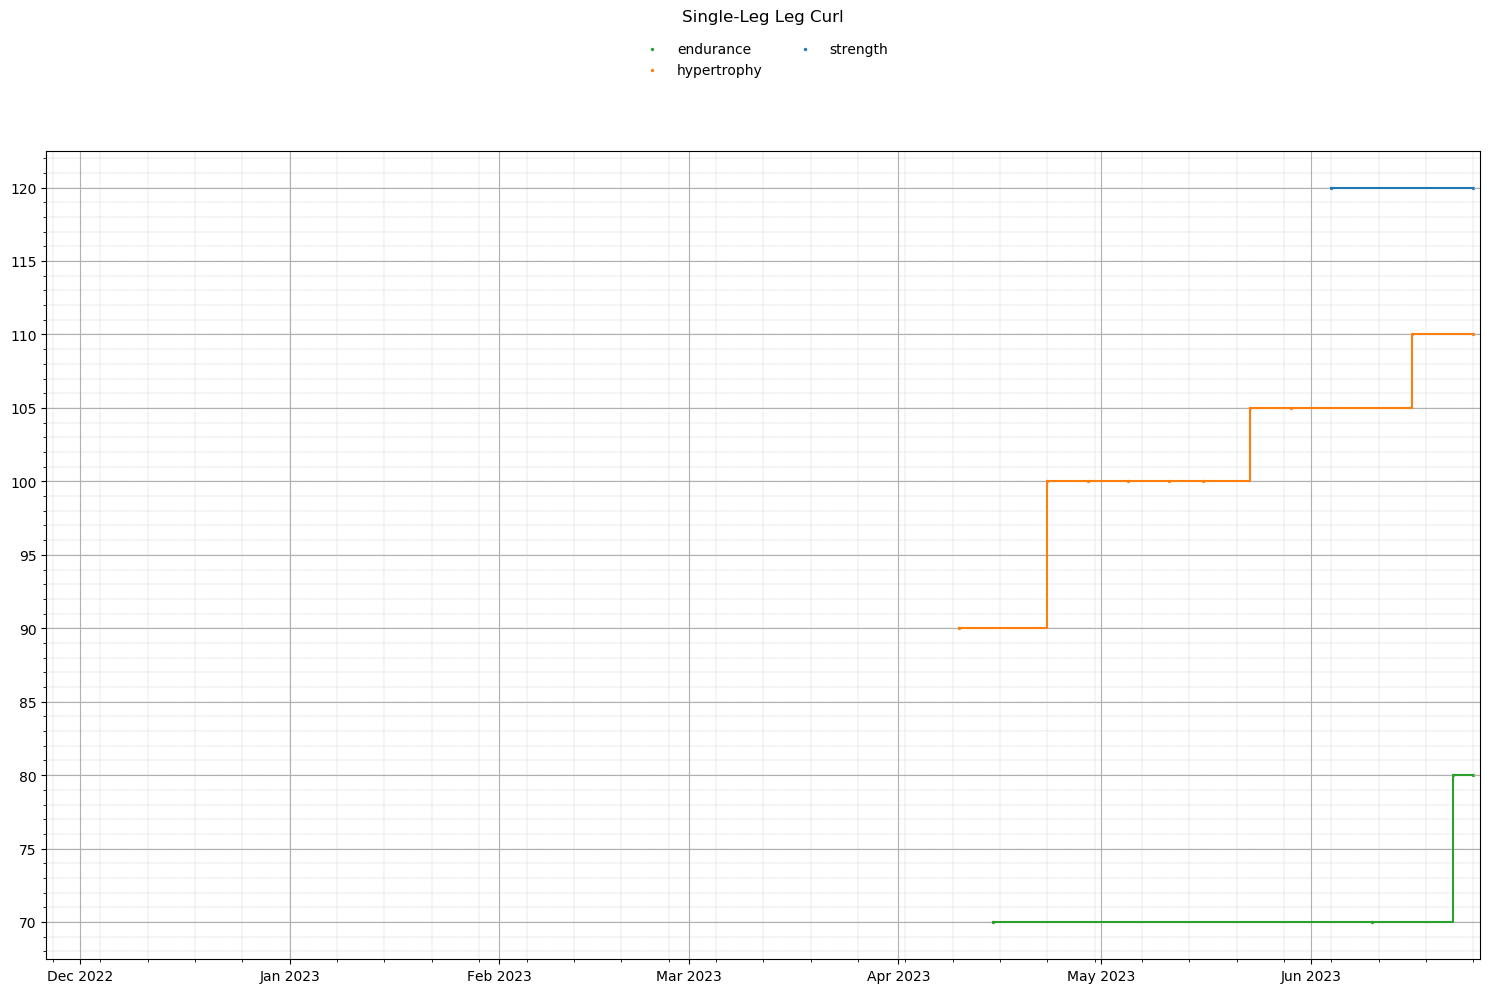 Single-Leg Leg Curl
endurance
hypertrophy
strength
120
115
110
105
100
95
90
85
80
75
70
Dec 2022
Jan 2023
Feb 2023
Mar 2023
Apr 2023
May 2023
Jun 2023